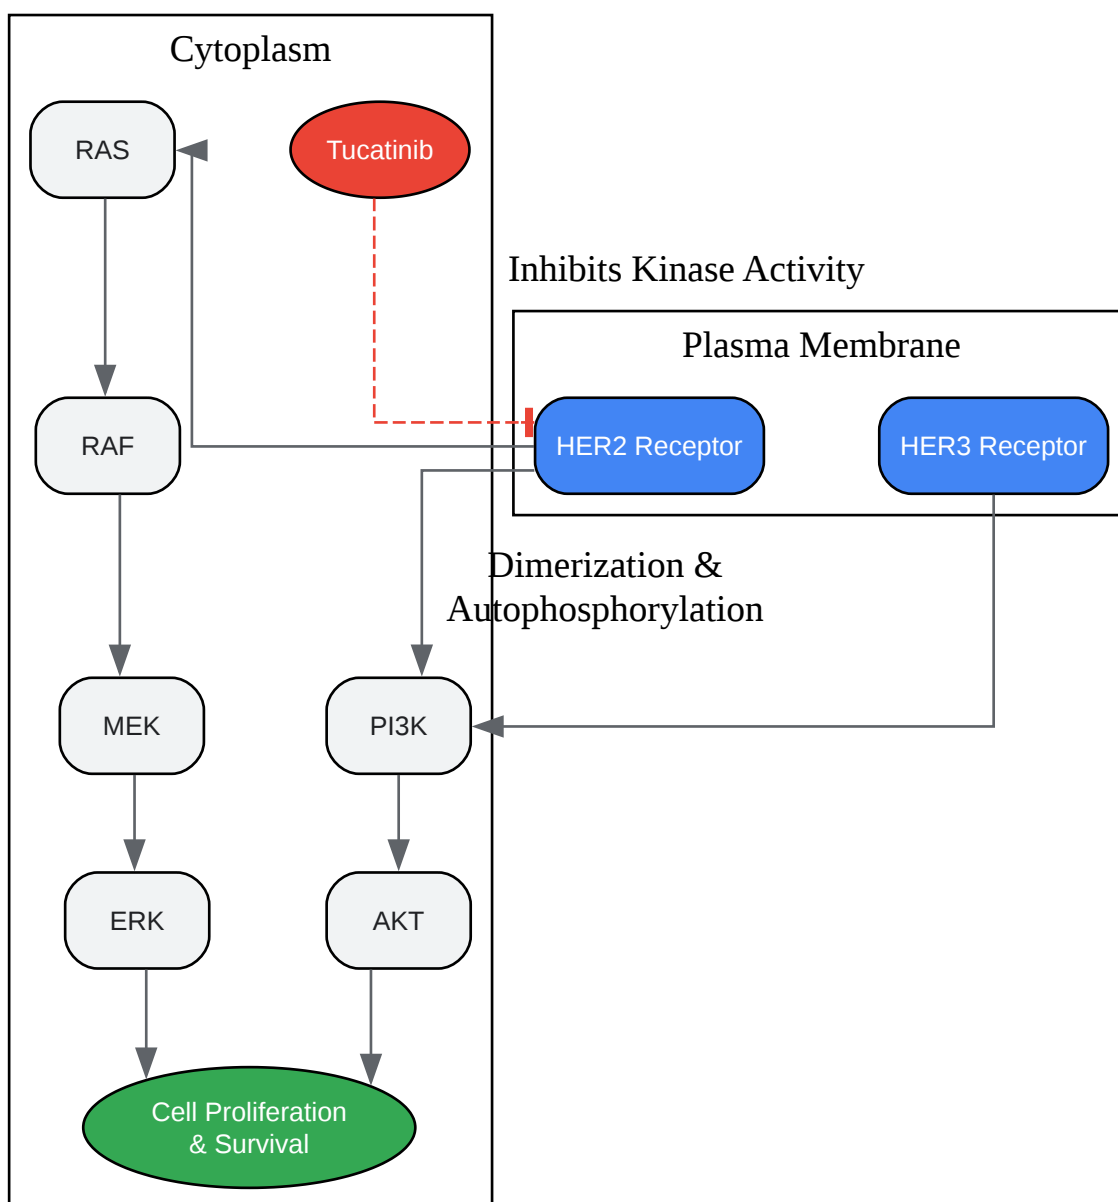 Cytoplasm
RAS
Tucatinib
Inhibits Kinase Activity
Plasma Membrane
RAF
HER2 Receptor
HER3 Receptor
Dimerization &
Autophosphorylation
MEK
PI3K
ERK
AKT
Cell Proliferation
& Survival